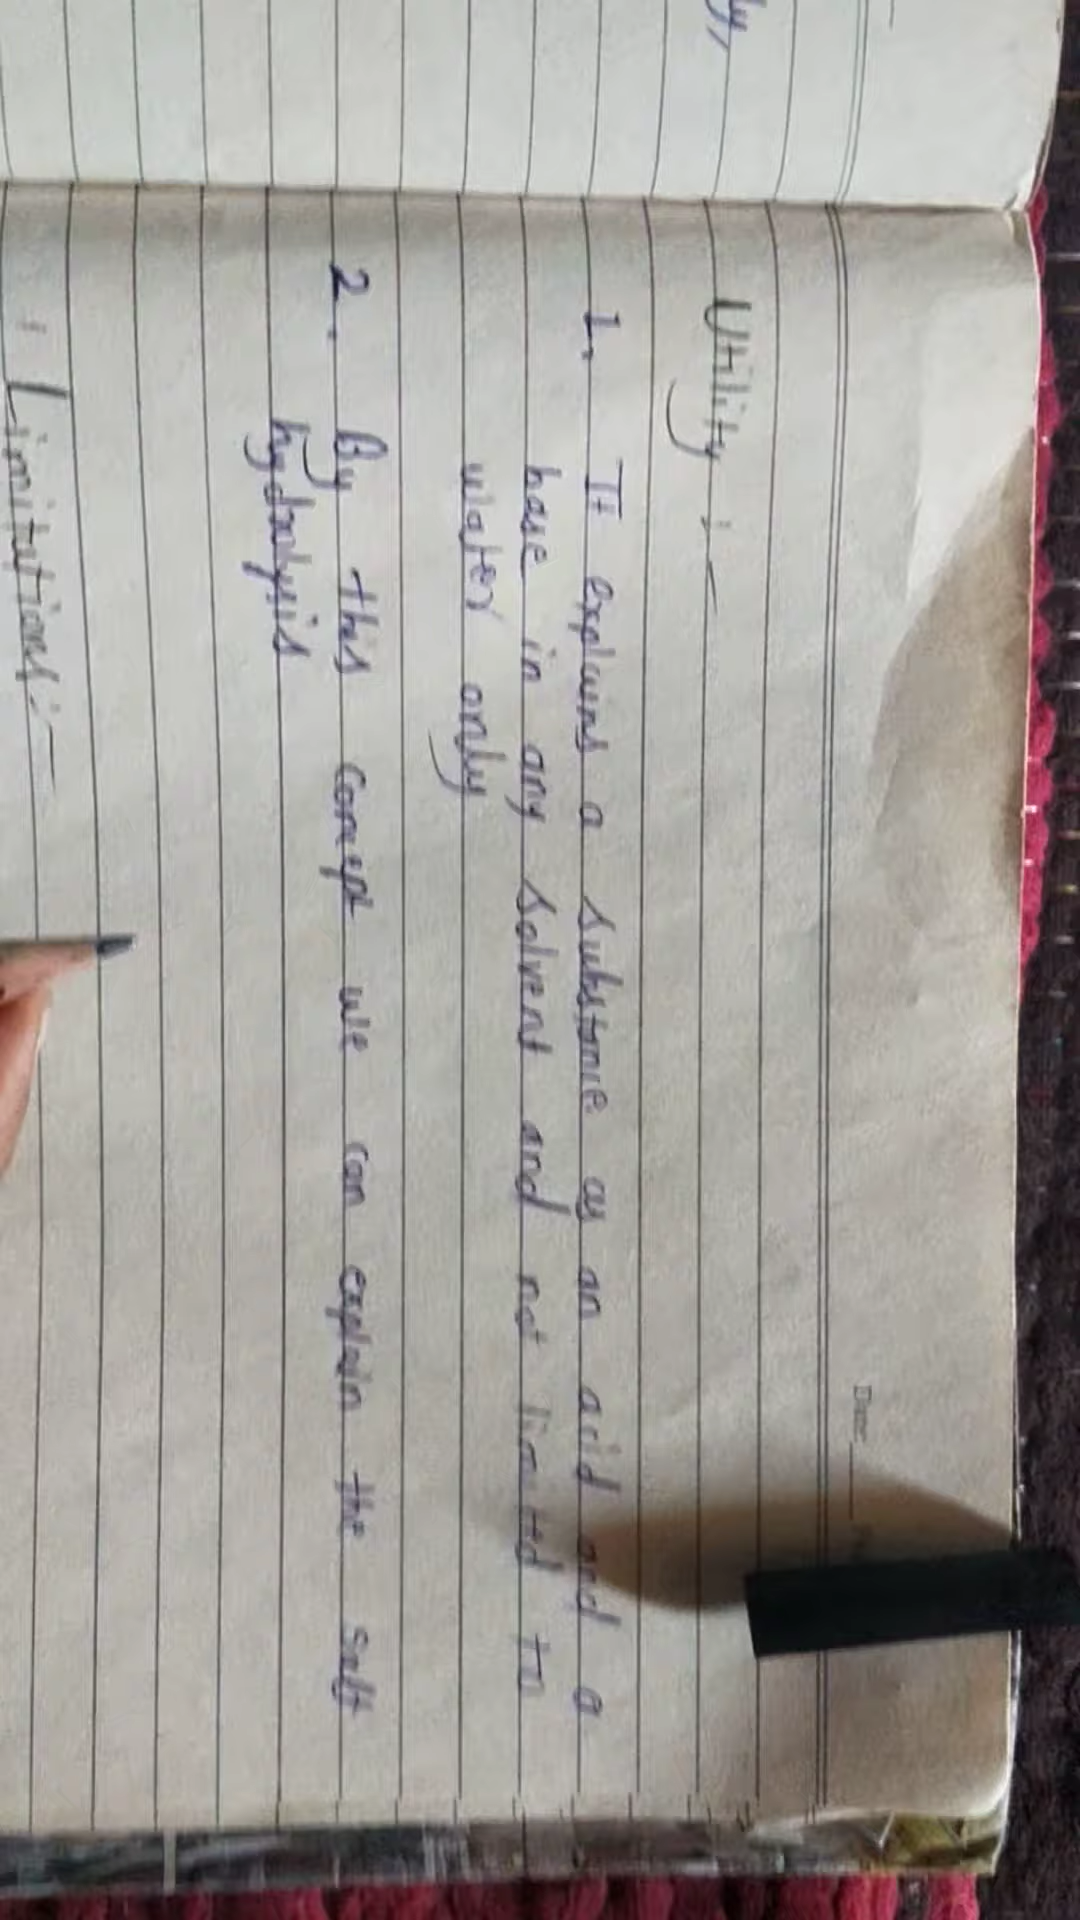 Date
Utility :-
1. It explains a substance as an acid and a
base in any solvent and not limited to
water only
2. By this concept we can explain the salt
hydrolysis
Limitations:-